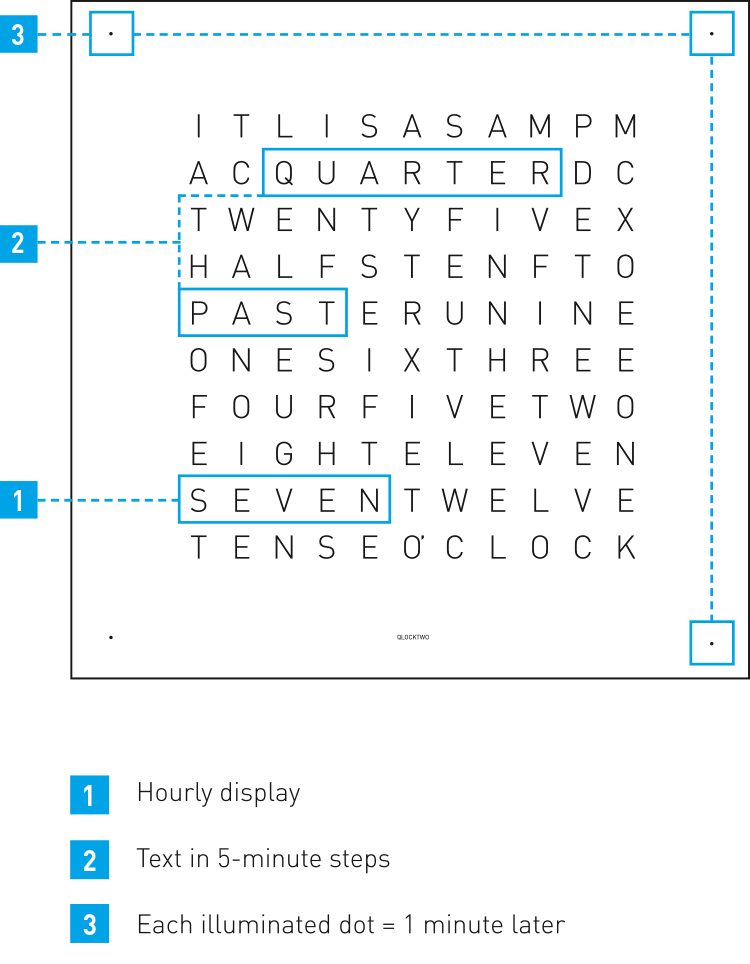 3
I T L I S A S A M P M
A C Q U A R T E R D C
T W E N T Y F I V E X
2
H A L F S T E N F T O
P A S T E R U N I N E
O N E S I X T H R E E
F O U R F I V E T W O
E I G H T E L E V E N
1
S E V E N T W E L V E
T E N S E O' C L O C K
QLOCKTWO
1 Hourly display
2 Text in 5-minute steps
3 Each illuminated dot = 1 minute later